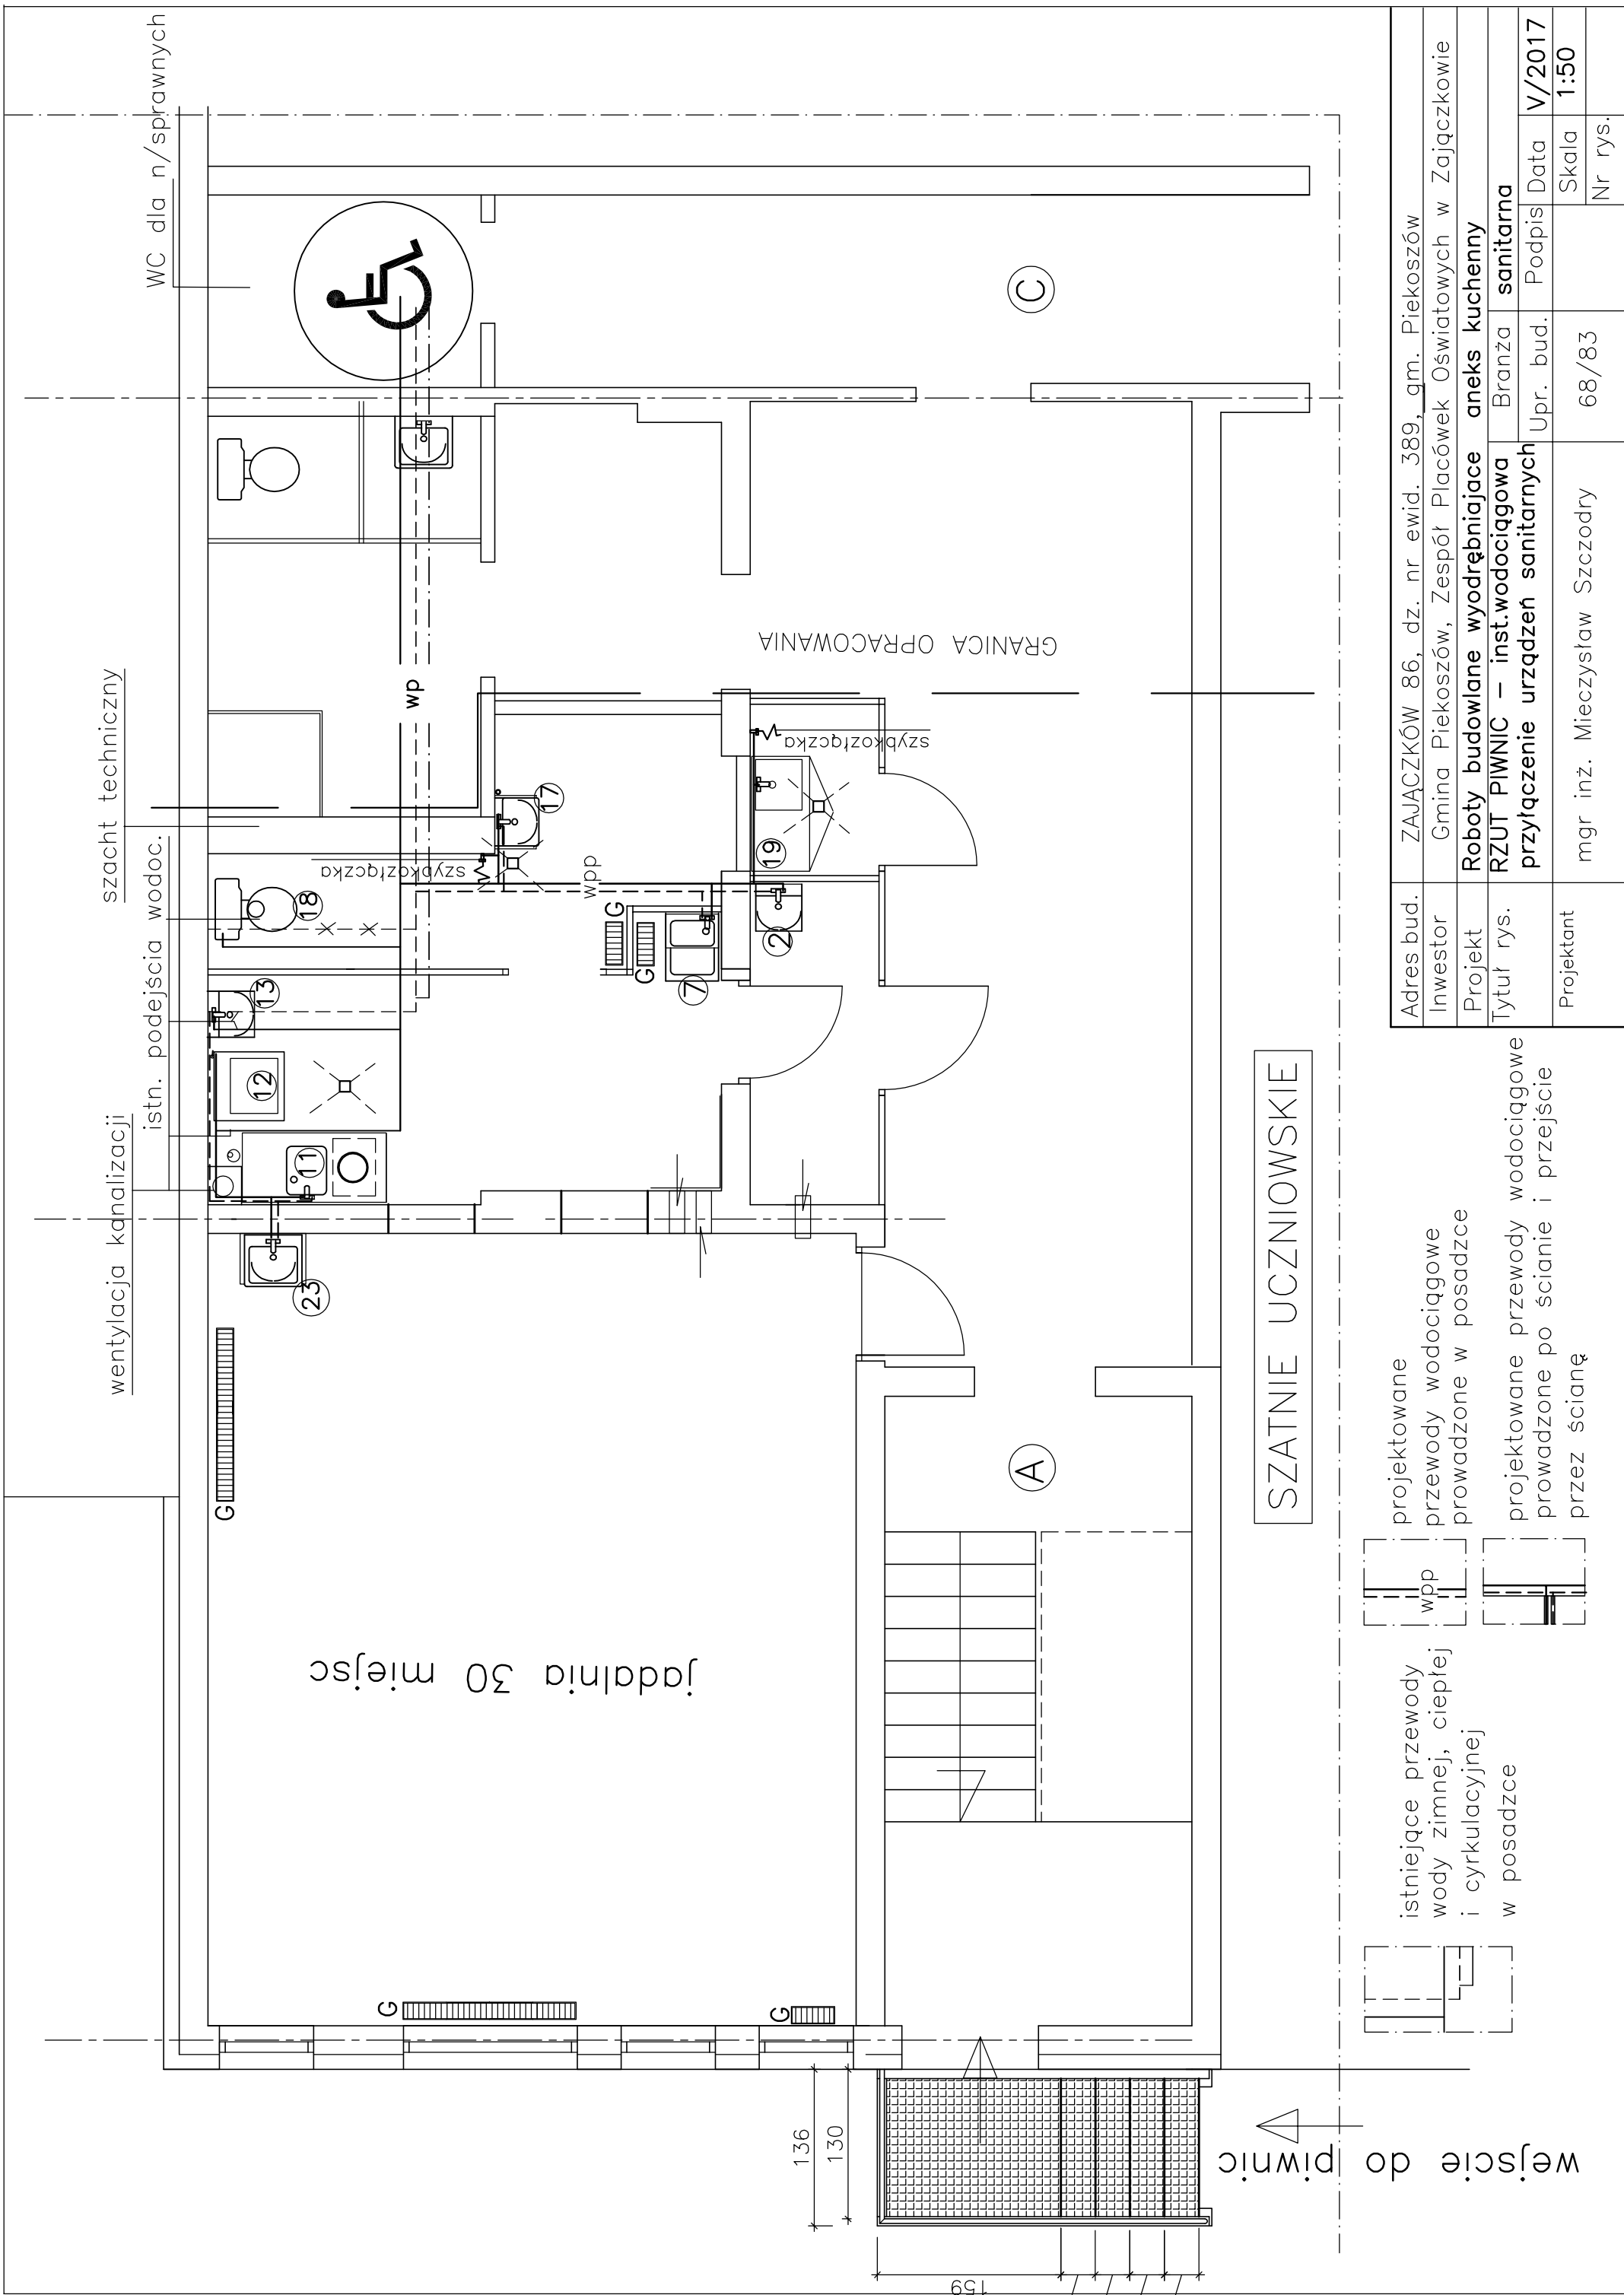 WC dla n/sprawnych
szacht techniczny
istn. podejścia wodoc.
wentylacja kanalizacji
wp
szybkozłączka
szybkozłączka
wpp
GRANICA OPRACOWANIA
C
A
17
18
19
13
12
11
2
7
23
G
G
G
G
G
jadalnia 30 miejsc
SZATNIE UCZNIOWSKIE
wejscie do piwnic
136
130
159
istniejące przewody
wody zimnej, ciepłej
i cyrkulacyjnej
w posadzce
wpp
projektowane
przewody wodociągowe
prowadzone w posadzce
projektowane przewody wodociągowe
prowadzone po ścianie i przejście
przez ścianę
Adres bud. ZAJĄCZKÓW 86, dz. nr ewid. 389, gm. Piekoszów
Inwestor Gmina Piekoszów, Zespół Placówek Oświatowych w Zajączkowie
Projekt Roboty budowlane wyodrębniajace aneks kuchenny
Tytuł rys. RZUT PIWNIC – inst.wodociągowa
przyłączenie urządzeń sanitarnych
Branża sanitarna
Upr. bud. Podpis Data V/2017
Projektant mgr inż. Mieczysław Szczodry 68/83
Skala 1:50
Nr rys.